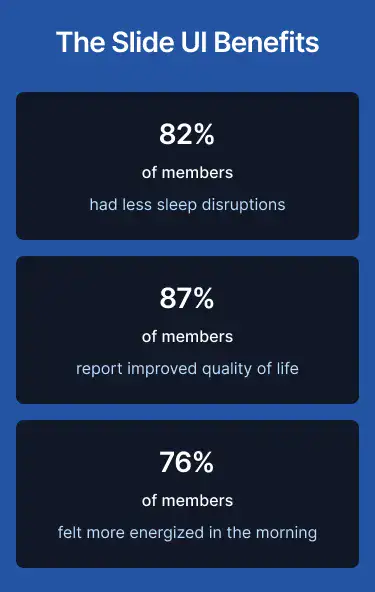 The Slide UI Benefits
82%
of members
had less sleep disruptions
87%
of members
report improved quality of life
76%
of members
felt more energized in the morning